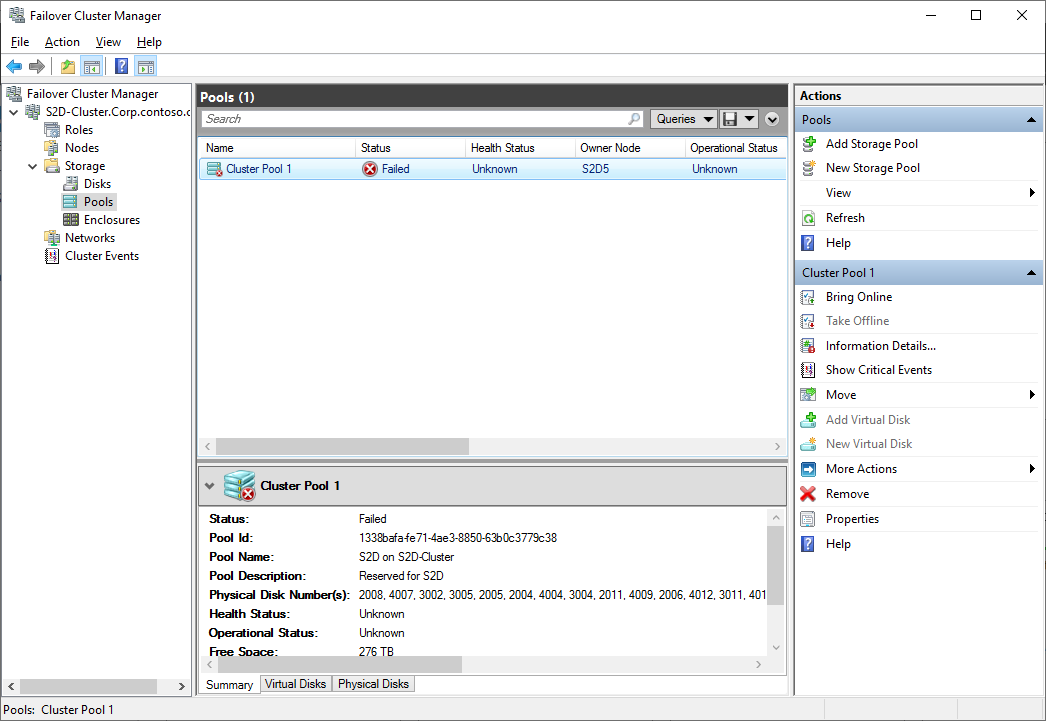 Failover Cluster Manager
File Action View Help
Failover Cluster Manager
S2D-Cluster.Corp.contoso.c
Roles
Nodes
Storage
Disks
Pools
Enclosures
Networks
Cluster Events
Pools (1)
Search
Queries
Name Status Health Status Owner Node Operational Status
Cluster Pool 1 Failed Unknown S2D5 Unknown
Cluster Pool 1
Status: Failed
Pool Id: 1338bafa-fe71-4ae3-8850-63b0c3779c38
Pool Name: S2D on S2D-Cluster
Pool Description: Reserved for S2D
Physical Disk Number(s): 2008, 4007, 3002, 3005, 2005, 2004, 4004, 3004, 2011, 4009, 2006, 4012, 3011, 401
Health Status: Unknown
Operational Status: Unknown
Free Space: 276 TB
Summary Virtual Disks Physical Disks
Actions
Pools
Add Storage Pool
New Storage Pool
View
Refresh
Help
Cluster Pool 1
Bring Online
Take Offline
Information Details...
Show Critical Events
Move
Add Virtual Disk
New Virtual Disk
More Actions
Remove
Properties
Help
Pools: Cluster Pool 1